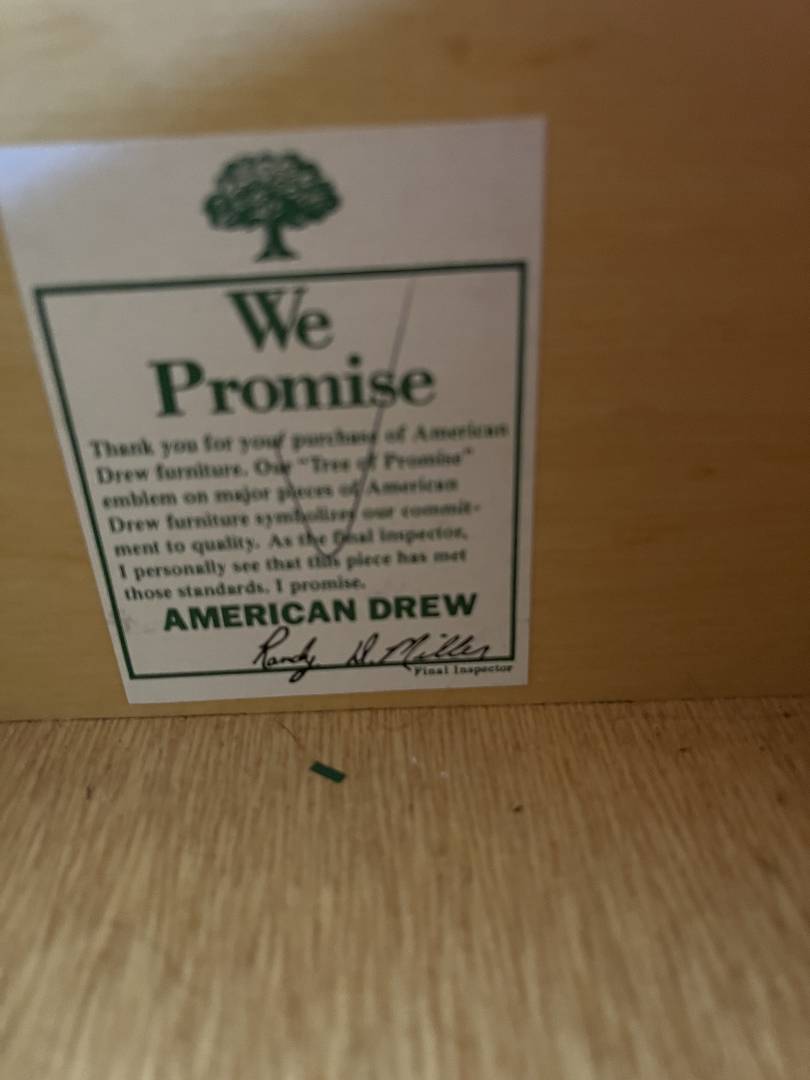 We
Promise
Thank you for your purchase of American
Drew furniture. Our "Tree of Promise"
emblem on major pieces of American
Drew furniture symbolizes our commit-
ment to quality. As the final inspector,
I personally see that this piece has met
those standards. I promise.
AMERICAN DREW
Randy D. Miller
Final Inspector